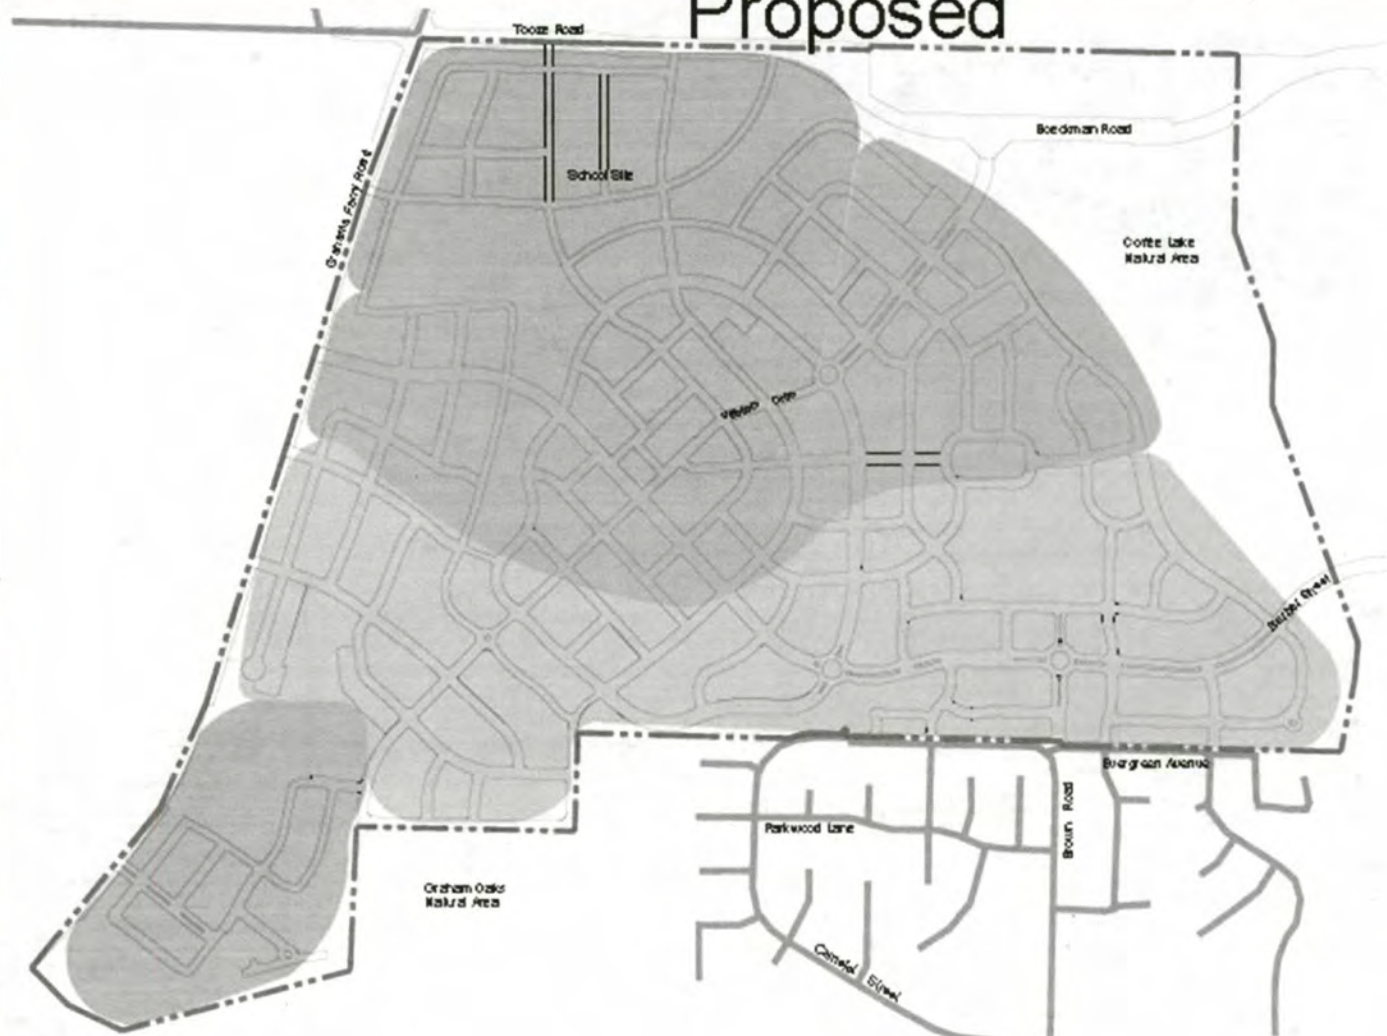 Proposed
Tooze Road
Boeckman Road
School Site
Grahams Ferry Road
Coffee Lake
Natural Area
Barber Street
Evergreen Avenue
Brown Road
Parkwood Lane
Graham Oaks
Natural Area
Street